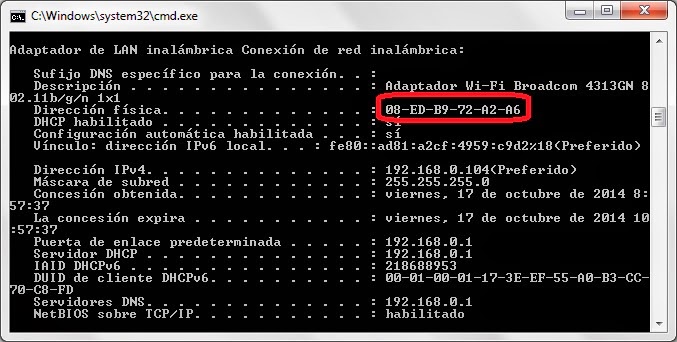 C:\Windows\system32\cmd.exe
Adaptador de LAN inalámbrica Conexión de red inalámbrica:
Sufijo DNS específico para la conexión. . :
Descripción . . . . . . . . . . . . . . . : Adaptador Wi-Fi Broadcom 4313GN 8
02.11b/g/n 1x1
Dirección física. . . . . . . . . . . . . : 08-ED-B9-72-A2-A6
DHCP habilitado . . . . . . . . . . . . . : sí
Configuración automática habilitada . . . : sí
Vínculo: dirección IPv6 local. . . : fe80::ad81:a2cf:4959:c9d2%18(Preferido)
Dirección IPv4. . . . . . . . . . . . . . : 192.168.0.104(Preferido)
Máscara de subred . . . . . . . . . . . . : 255.255.255.0
Concesión obtenida. . . . . . . . . . . . : viernes, 17 de octubre de 2014 8:
57:37
La concesión expira . . . . . . . . . . . : viernes, 17 de octubre de 2014 10
:57:37
Puerta de enlace predeterminada . . . . . : 192.168.0.1
Servidor DHCP . . . . . . . . . . . . . . : 192.168.0.1
IAID DHCPv6 . . . . . . . . . . . . . . . : 218688953
DUID de cliente DHCPv6. . . . . . . . . . : 00-01-00-01-17-3E-EF-55-A0-B3-CC-
70-C8-FD
Servidores DNS. . . . . . . . . . . . . . : 192.168.0.1
NetBIOS sobre TCP/IP. . . . . . . . . . . : habilitado